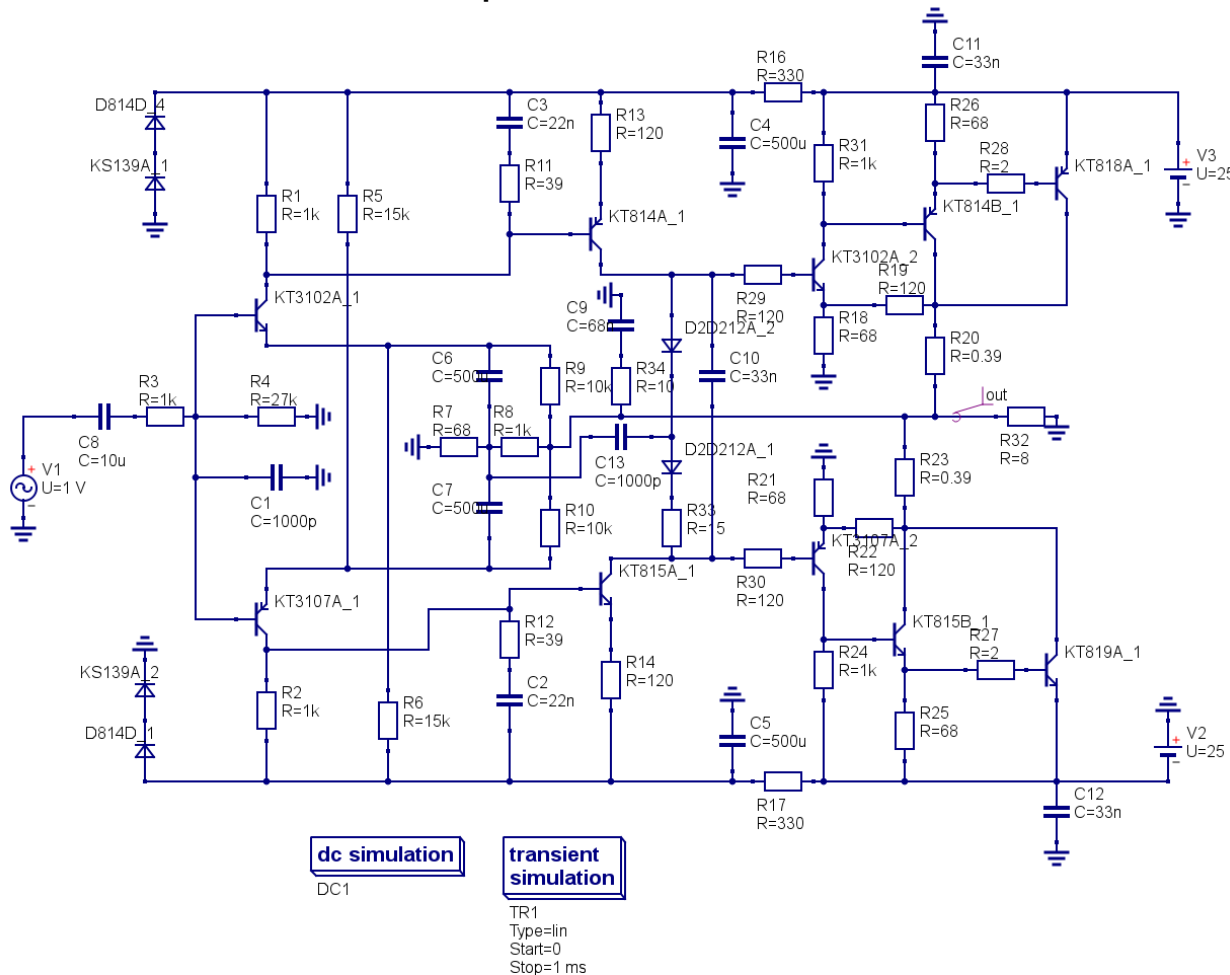 C11
C=33n
R16
R=330
D814D_4
C3
C=22n
R13
R=120
R26
R=68
C4
C=500u
R31
R=1k
R28
R=2
KT818A_1
V3
U=25
KS139A_1
R11
R=39
R1
R=1k
R5
R=15k
KT814A_1
KT814B_1
KT3102A_2
R19
R=120
KT3102A_1
R29
R=120
C9
C=68n
R18
R=68
D2D212A_2
R20
R=0.39
C6
C=500u
R9
R=10k
R34
R=10
C10
C=33n
R3
R=1k
R4
R=27k
out
R7
R=68
R8
R=1k
R32
R=8
C8
C=10u
V1
U=1 V
C13
C=1000p
D2D212A_1
R21
R=68
R23
R=0.39
C1
C=1000p
C7
C=500u
R10
R=10k
R33
R=15
KT3107A_2
R22
R=120
KT815A_1
R30
R=120
KT3107A_1
R12
R=39
KT815B_1
R27
R=2
KT819A_1
KS139A_2
D814D_1
R2
R=1k
R6
R=15k
C2
C=22n
R14
R=120
R24
R=1k
R25
R=68
C5
C=500u
V2
U=25
R17
R=330
C12
C=33n
dc simulation
DC1
transient
simulation
TR1
Type=lin
Start=0
Stop=1 ms